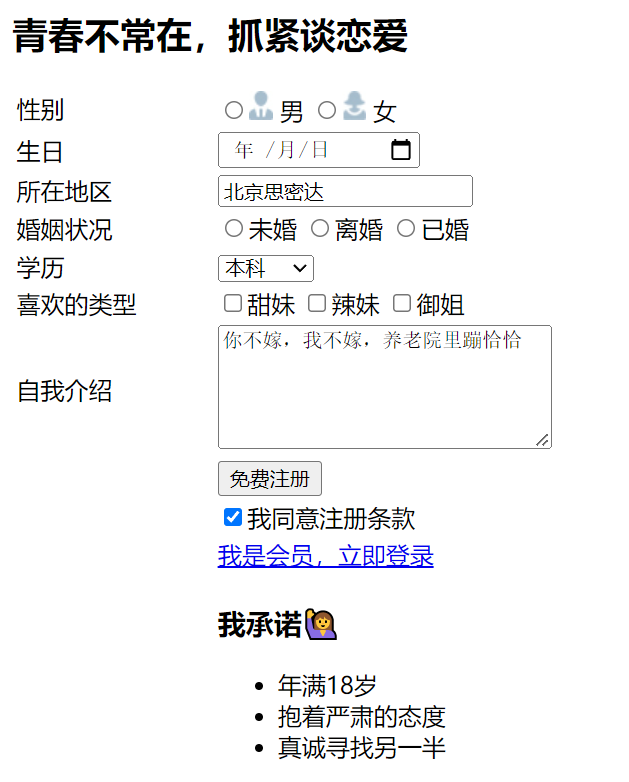 青春不常在，抓紧谈恋爱
性别 男 女
生日 年 /月/日
所在地区 北京思密达
婚姻状况 未婚 离婚 已婚
学历 本科
喜欢的类型 甜妹 辣妹 御姐
自我介绍 你不嫁，我不嫁，养老院里蹦恰恰
免费注册
我同意注册条款
我是会员，立即登录
我承诺🙋‍♀️
年满18岁
抱着严肃的态度
真诚寻找另一半